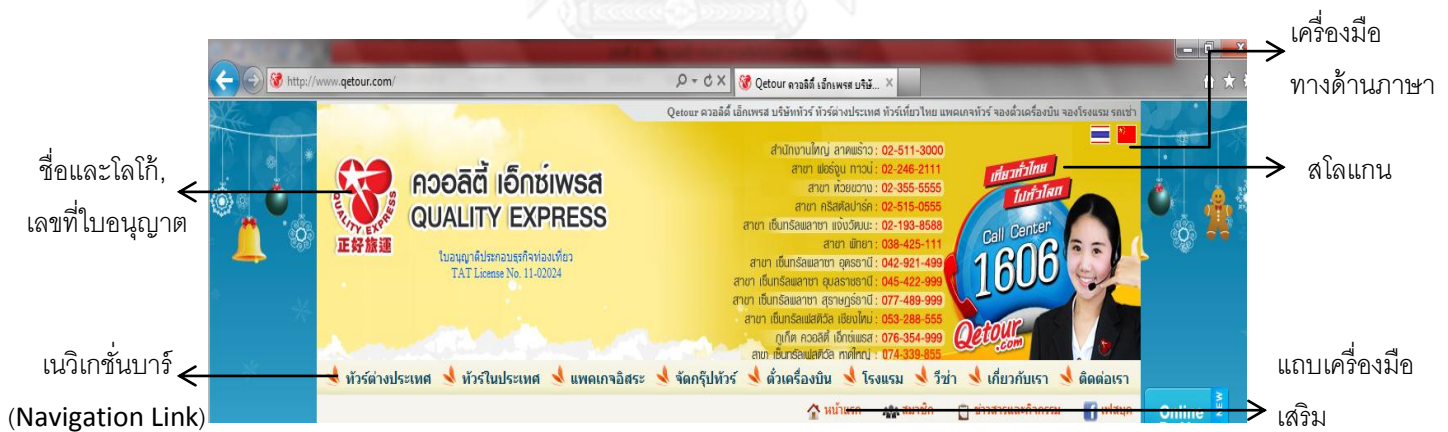 เครื่องมือ
ทางด้านภาษา
http://www.qetour.com/
Qetour ควอลิตี้ เอ็กเพรส บริษั...
Qetour ควอลิตี้ เอ็กเพรส บริษัททัวร์ ทัวร์ต่างประเทศ ทัวร์เที่ยวไทย แพคเกจทัวร์ จองตั๋วเครื่องบิน จองโรงแรม รถเช่า
ชื่อและโลโก้,
เลขที่ใบอนุญาต
QUALITY EXPRESS
正好旅運
ควอลิตี้ เอ็กซ์เพรส
QUALITY EXPRESS
ใบอนุญาติประกอบธุรกิจท่องเที่ยว
TAT License No. 11-02024
สำนักงานใหญ่ ลาดพร้าว : 02-511-3000
สาขา ฟอร์จูน ทาวน์ : 02-246-2111
สาขา ห้วยขวาง : 02-355-5555
สาขา คริสตัลปาร์ค : 02-515-0555
สาขา เซ็นทรัลพลาซา แจ้งวัฒนะ : 02-193-8588
สาขา พัทยา : 038-425-111
สาขา เซ็นทรัลพลาซา อุดรธานี : 042-921-499
สาขา เซ็นทรัลพลาซา อุบลราชธานี : 045-422-999
สาขา เซ็นทรัลพลาซา สุราษฎร์ธานี : 077-489-999
สาขา เซ็นทรัลเฟสติวัล เชียงใหม่ : 053-288-555
ภูเก็ต ควอลิตี้ เอ็กซ์เพรส : 076-354-999
สาขา เซ็นทรัลเฟสติวัล หาดใหญ่ : 074-339-855
เที่ยวทั่วไทย
ไปทั่วโลก
Call Center
1606
Qetour
.com
สโลแกน
เนวิเกชั่นบาร์
(Navigation Link)
ทัวร์ต่างประเทศ ทัวร์ในประเทศ แพคเกจอิสระ จัดกรุ๊ปทัวร์ ตั๋วเครื่องบิน โรงแรม วีซ่า เกี่ยวกับเรา ติดต่อเรา
หน้าแรก สมาชิก ข่าวสารและกิจกรรม เฟสบุค
Online
NEW
แถบเครื่องมือ
เสริม